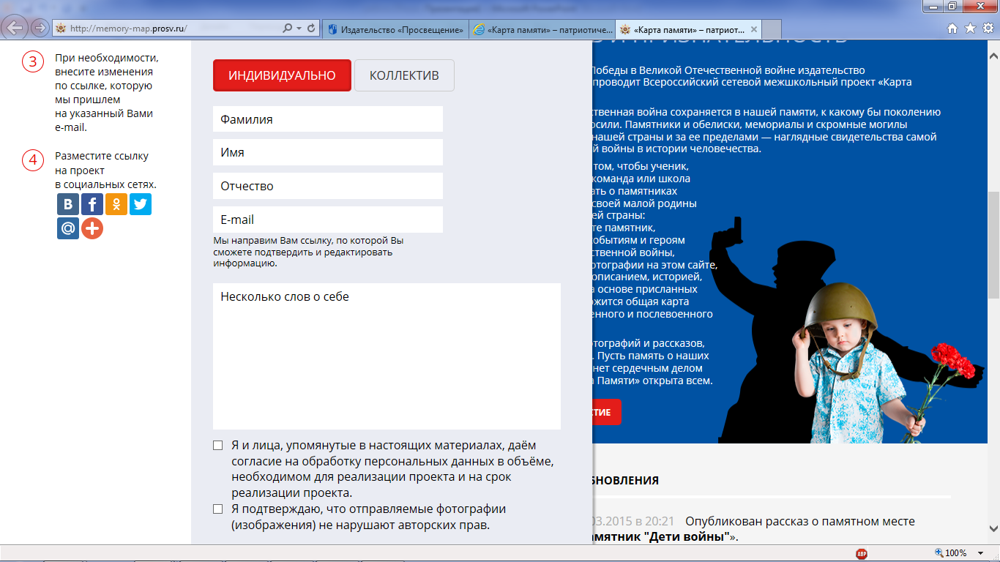 http://memory-map.prosv.ru/
Издательство «Просвещение»
«Карта памяти» – патриотиче...
«Карта памяти» – патриот...
3
При необходимости,
внесите изменения
по ссылке, которую
мы пришлем
на указанный Вами
e-mail.
4
Разместите ссылку
на проект
в социальных сетях.
ИНДИВИДУАЛЬНО
КОЛЛЕКТИВ
Фамилия
Имя
Отчество
E-mail
Мы направим Вам ссылку, по которой Вы
сможете подтвердить и редактировать
информацию.
Несколько слов о себе
Я и лица, упомянутые в настоящих материалах, даём
согласие на обработку персональных данных в объёме,
необходимом для реализации проекта и на срок
реализации проекта.
Я подтверждаю, что отправляемые фотографии
(изображения) не нарушают авторских прав.
И ПРИЗНАТЕЛЬНОСТЬ
Победы в Великой Отечественной войне издательство
проводит Всероссийский сетевой межшкольный проект «Карта
ственная война сохраняется в нашей памяти, к какому бы поколению
осили. Памятники и обелиски, мемориалы и скромные могилы
нашей страны и за ее пределами — наглядные свидетельства самой
й войны в истории человечества.
том, чтобы ученик,
команда или школа
ать о памятниках
своей малой родины
ей страны:
те памятник,
событиям и героям
ственной войны,
отографии на этом сайте,
описанием, историей,
а основе присланных
ожится общая карта
енного и послевоенного
отографий и рассказов,
. Пусть память о наших
нет сердечным делом
а Памяти» открыта всем.
СТИЕ
БНОВЛЕНИЯ
03.2015 в 20:21 Опубликован рассказ о памятном месте
амятник "Дети войны"».
ABP
100%